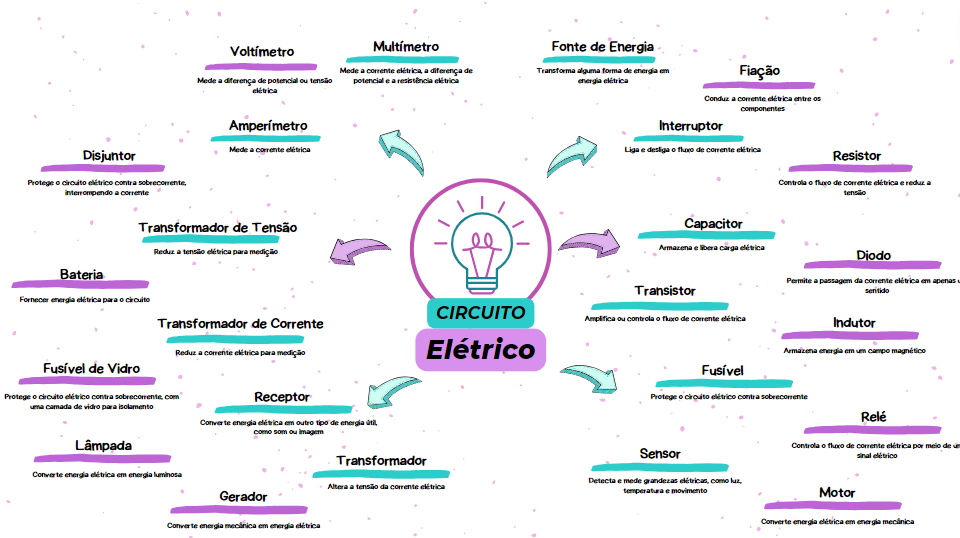 Voltímetro
Mede a diferença de potencial ou tensão
elétrica
Multímetro
Mede a corrente elétrica, a diferença de
potencial e a resistência elétrica
Fonte de Energia
Transforma alguma forma de energia em
energia elétrica
Fiação
Conduz a corrente elétrica entre os
componentes
Amperímetro
Mede a corrente elétrica
Interruptor
Liga e desliga o fluxo de corrente elétrica
Disjuntor
Protege o circuito elétrico contra sobrecorrente,
interrompendo a corrente
Resistor
Controla o fluxo de corrente elétrica e reduz a
tensão
Transformador de Tensão
Reduz a tensão elétrica para medição
Capacitor
Armazena e libera carga elétrica
Bateria
Fornecer energia elétrica para o circuito
Diodo
Permite a passagem da corrente elétrica em apenas u
sentido
Transistor
Amplifica ou controla o fluxo de corrente elétrica
CIRCUITO
Elétrico
Transformador de Corrente
Reduz a corrente elétrica para medição
Indutor
Armazena energia em um campo magnético
Fusível de Vidro
Protege o circuito elétrico contra sobrecorrente, com
uma camada de vidro para isolamento
Fusível
Protege o circuito elétrico contra sobrecorrente
Receptor
Converte energia elétrica em outro tipo de energia útil,
como som ou imagem
Relé
Controla o fluxo de corrente elétrica por meio de um
sinal elétrico
Lâmpada
Converte energia elétrica em energia luminosa
Transformador
Altera a tensão da corrente elétrica
Sensor
Detecta e mede grandezas elétricas, como luz,
temperatura e movimento
Gerador
Converte energia mecânica em energia elétrica
Motor
Converte energia elétrica em energia mecânica